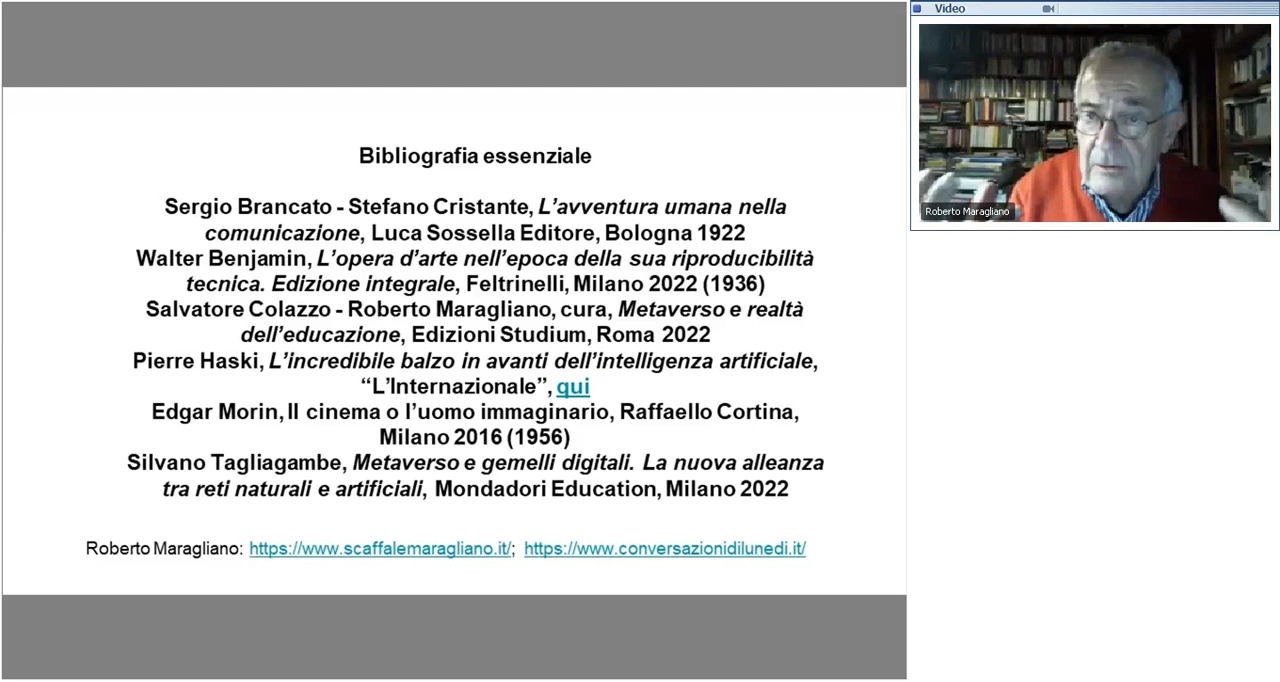 Video
Roberto Maragliano
Bibliografia essenziale
Sergio Brancato - Stefano Cristante, L’avventura umana nella
comunicazione, Luca Sossella Editore, Bologna 1922
Walter Benjamin, L’opera d’arte nell’epoca della sua riproducibilità
tecnica. Edizione integrale, Feltrinelli, Milano 2022 (1936)
Salvatore Colazzo - Roberto Maragliano, cura, Metaverso e realtà
dell’educazione, Edizioni Studium, Roma 2022
Pierre Haski, L’incredibile balzo in avanti dell’intelligenza artificiale,
“L’Internazionale”, qui
Edgar Morin, Il cinema o l’uomo immaginario, Raffaello Cortina,
Milano 2016 (1956)
Silvano Tagliagambe, Metaverso e gemelli digitali. La nuova alleanza
tra reti naturali e artificiali, Mondadori Education, Milano 2022
Roberto Maragliano: https://www.scaffalemaragliano.it/; https://www.conversazionidilunedi.it/